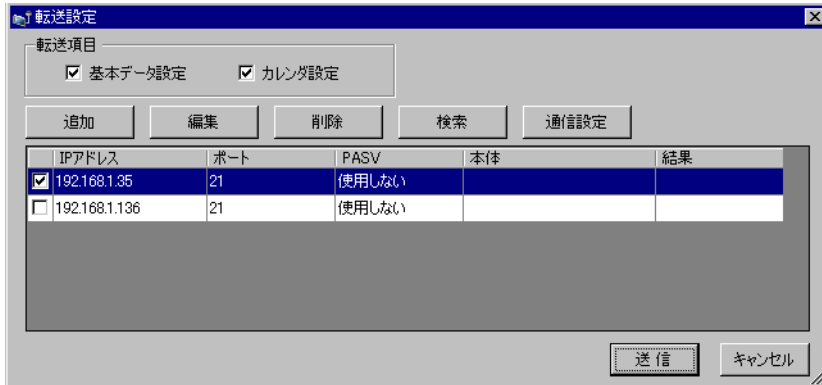 転送設定
転送項目
基本データ設定 カレンダ設定
追加 編集 削除 検索 通信設定
IPアドレス ポート PASV 本体 結果
192.168.1.35 21 使用しない
192.168.1.136 21 使用しない
送信 キャンセル